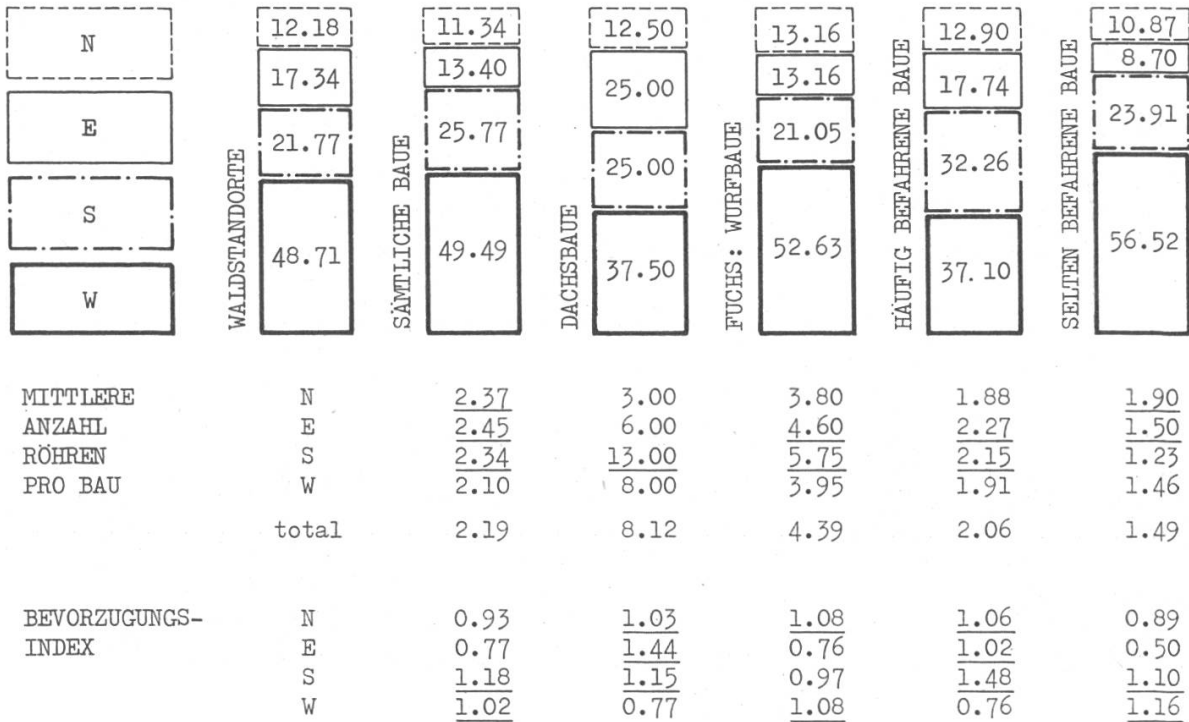 N
E
S
W
WALDSTANDORTE
12.18
17.34
21.77
48.71
SÄMTLICHE BAUE
11.34
13.40
25.77
49.49
DACHSBAUE
12.50
25.00
25.00
37.50
FUCHS: WURFBAUE
13.16
13.16
21.05
52.63
HÄUFIG BEFAHRENE BAUE
12.90
17.74
32.26
37.10
SELTEN BEFAHRENE BAUE
10.87
8.70
23.91
56.52
MITTLERE N 2.37 3.00 3.80 1.88 1.90
ANZAHL E 2.45 6.00 4.60 2.27 1.50
RÖHREN S 2.34 13.00 5.75 2.15 1.23
PRO BAU W 2.10 8.00 3.95 1.91 1.46
total 2.19 8.12 4.39 2.06 1.49
BEVORZUGUNGS- N 0.93 1.03 1.08 1.06 0.89
INDEX E 0.77 1.44 0.76 1.02 0.50
S 1.18 1.15 0.97 1.48 1.10
W 1.02 0.77 1.08 0.76 1.16